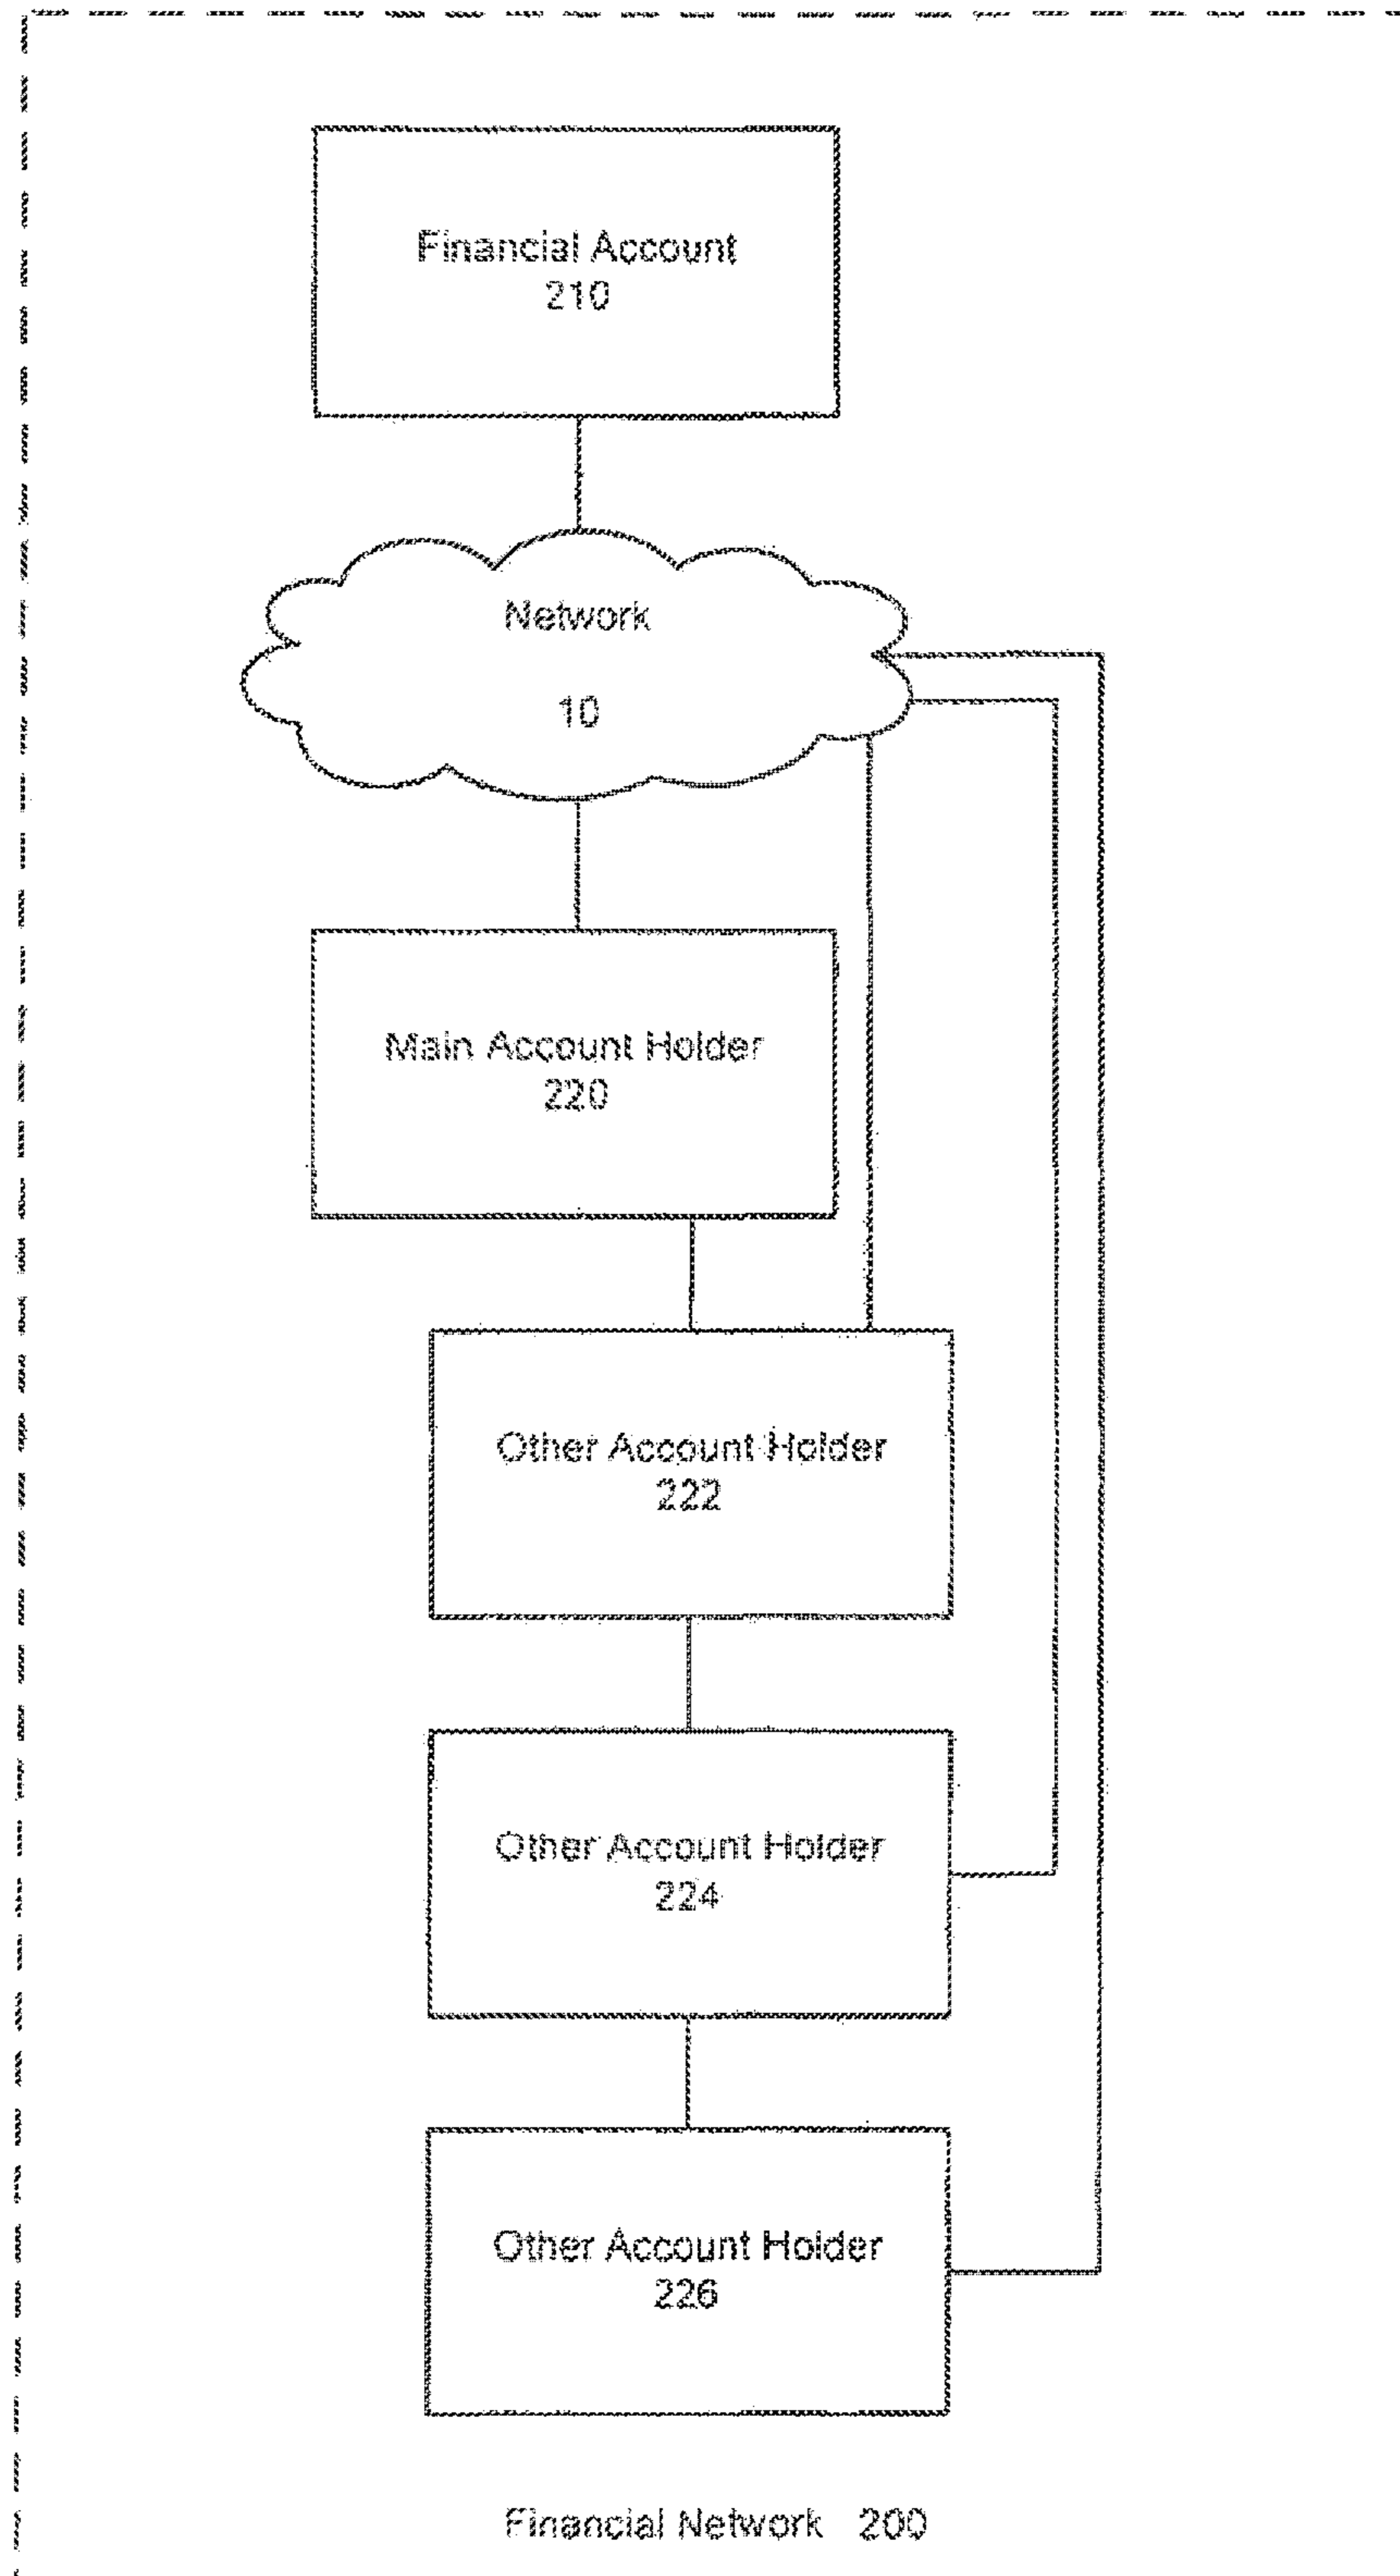 Financial Account
210
Network
10
Main Account Holder
220
Other Account Holder
222
Other Account Holder
224
Other Account Holder
226
Financial Network 200